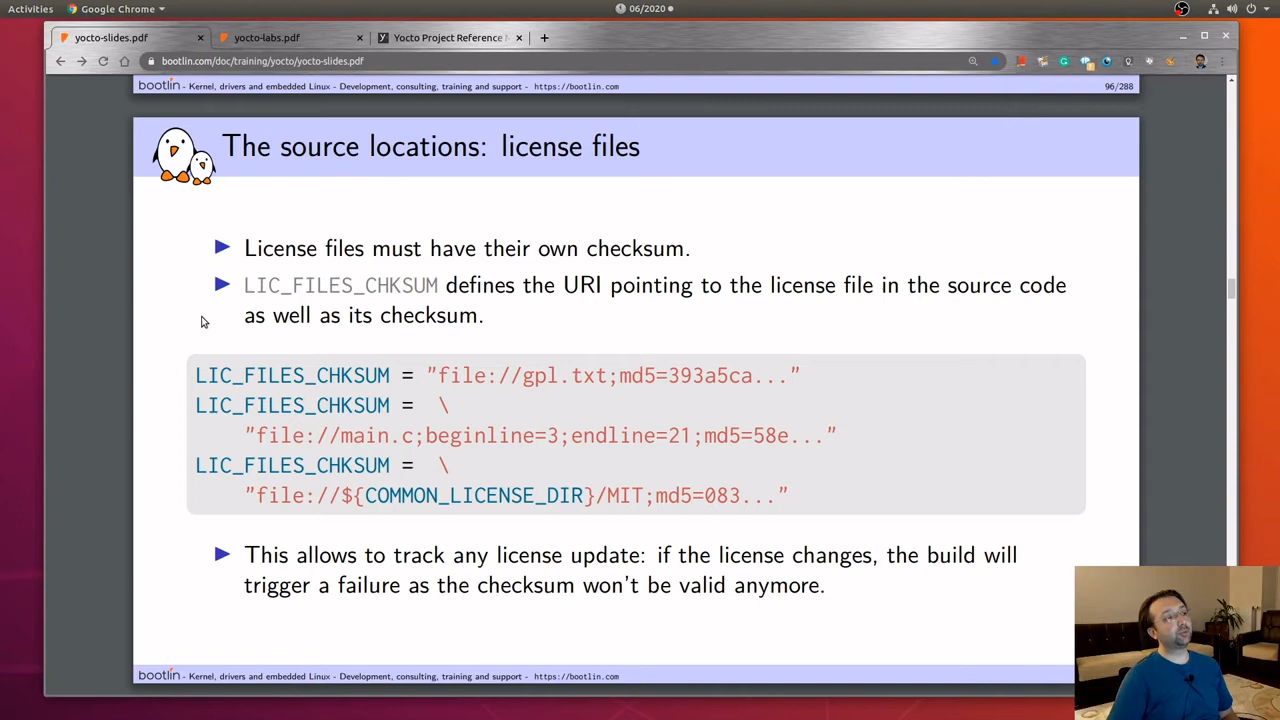 Activities Google Chrome 06/2020
yocto-slides.pdf yocto-labs.pdf Yocto Project Reference
bootlin.com/doc/training/yocto/yocto-slides.pdf
bootlin - Kernel, drivers and embedded Linux - Development, consulting, training and support - https://bootlin.com 96/288
The source locations: license files
▶ License files must have their own checksum.
▶ LIC_FILES_CHKSUM defines the URI pointing to the license file in the source code
as well as its checksum.
LIC_FILES_CHKSUM = "file://gpl.txt;md5=393a5ca..."
LIC_FILES_CHKSUM = \
"file://main.c;beginline=3;endline=21;md5=58e..."
LIC_FILES_CHKSUM = \
"file://${COMMON_LICENSE_DIR}/MIT;md5=083..."
▶ This allows to track any license update: if the license changes, the build will
trigger a failure as the checksum won't be valid anymore.
bootlin - Kernel, drivers and embedded Linux - Development, consulting, training and support - https://bootlin.com